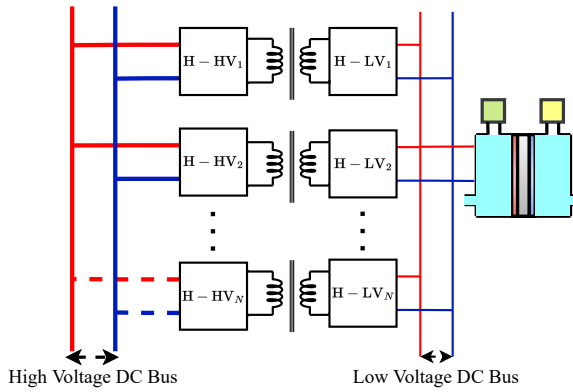 H − HV₁
H − LV₁
H − HV₂
H − LV₂
H − HV_N
H − LV_N
High Voltage DC Bus
Low Voltage DC Bus